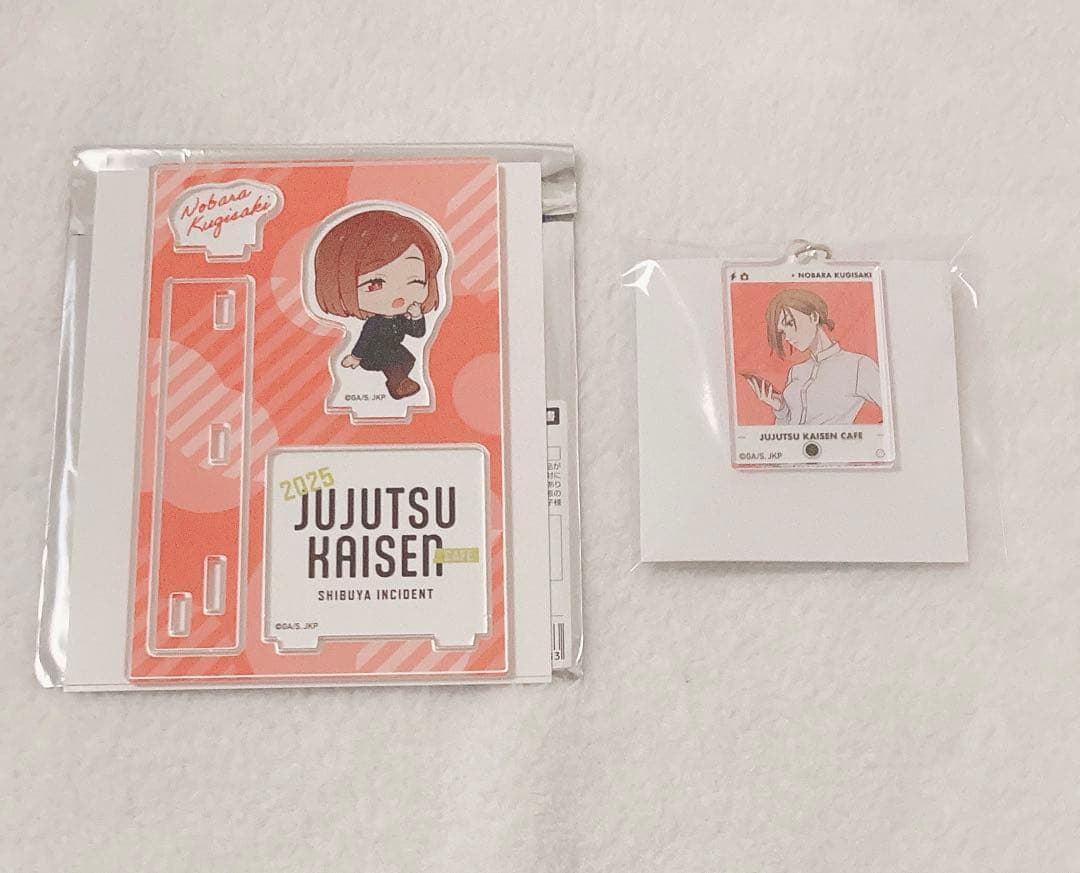 Nobara
Kugisaki
©GA/S, JKP
2025
JUJUTSU
KAISEN
CAFE
SHIBUYA INCIDENT
©GA/S, JKP
NOBARA KUGISAKI
JUJUTSU KAISEN CAFE
©GA/S, JKP